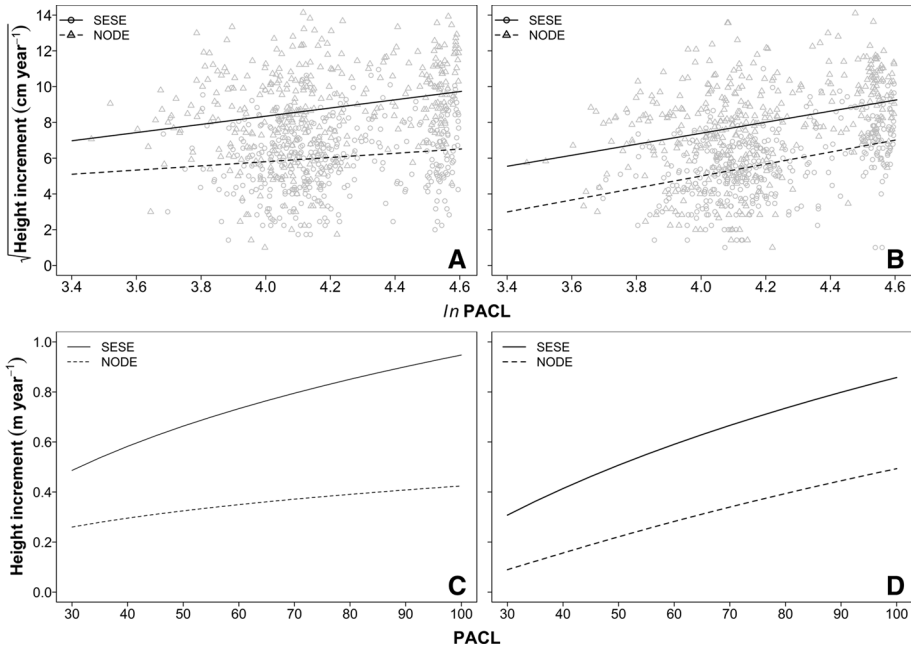 SESE
NODE
SESE
NODE
√Height increment (cm year⁻¹)
14
12
10
8
6
4
2
0
A
B
3.4 3.6 3.8 4.0 4.2 4.4 4.6
3.4 3.6 3.8 4.0 4.2 4.4 4.6
ln PACL
SESE
NODE
SESE
NODE
Height increment (m year⁻¹)
1.0
0.8
0.6
0.4
0.2
0.0
C
D
30 40 50 60 70 80 90 100
30 40 50 60 70 80 90 100
PACL